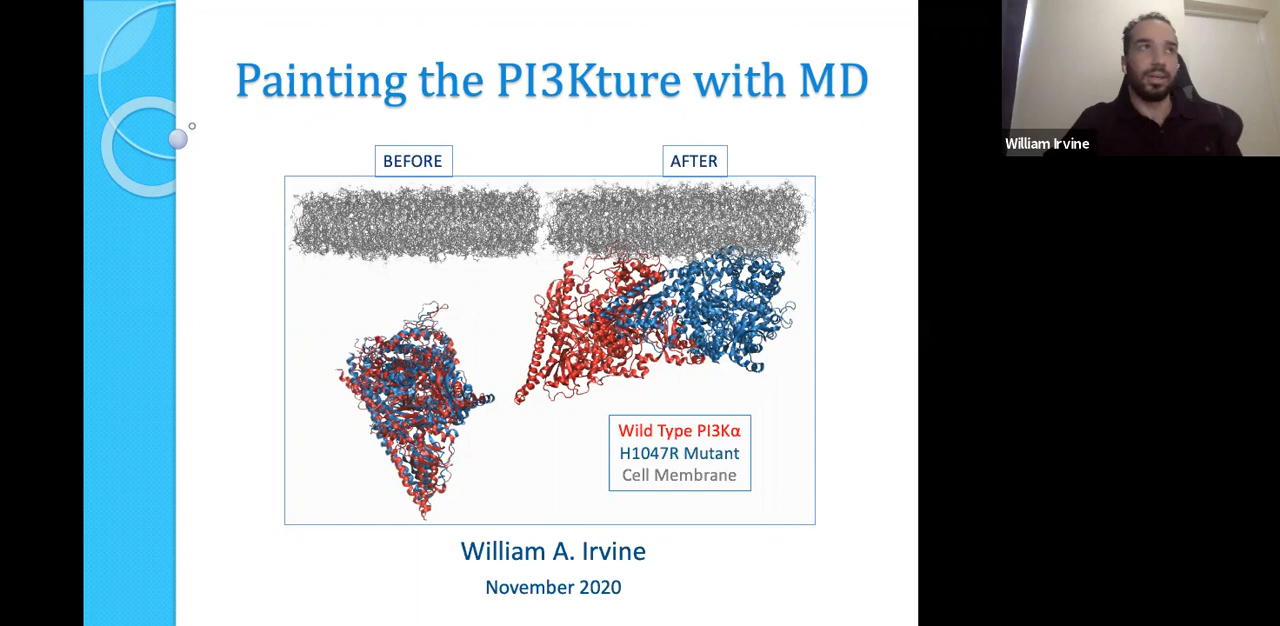 Painting the PI3Kture with MD
BEFORE
AFTER
Wild Type PI3Kα
H1047R Mutant
Cell Membrane
William A. Irvine
November 2020
William Irvine